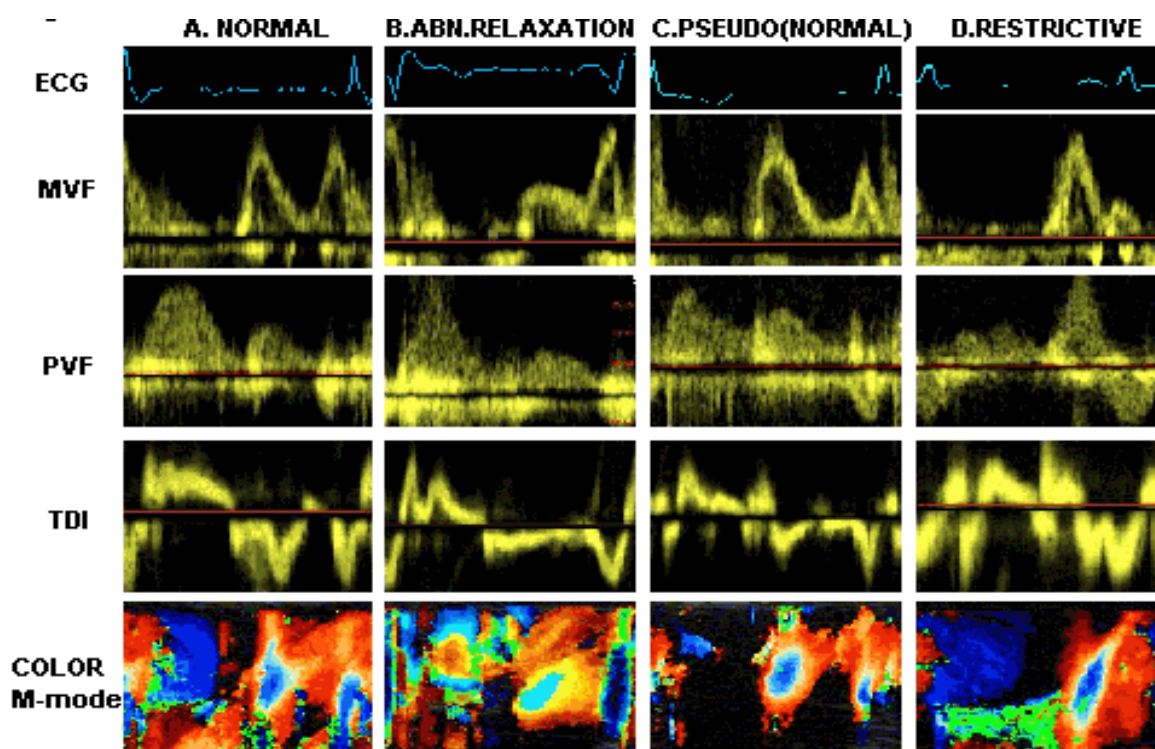 A. NORMAL B.ABN.RELAXATION C.PSEUDO(NORMAL) D.RESTRICTIVE
ECG
MVF
PVF
TDI
COLOR
M-mode